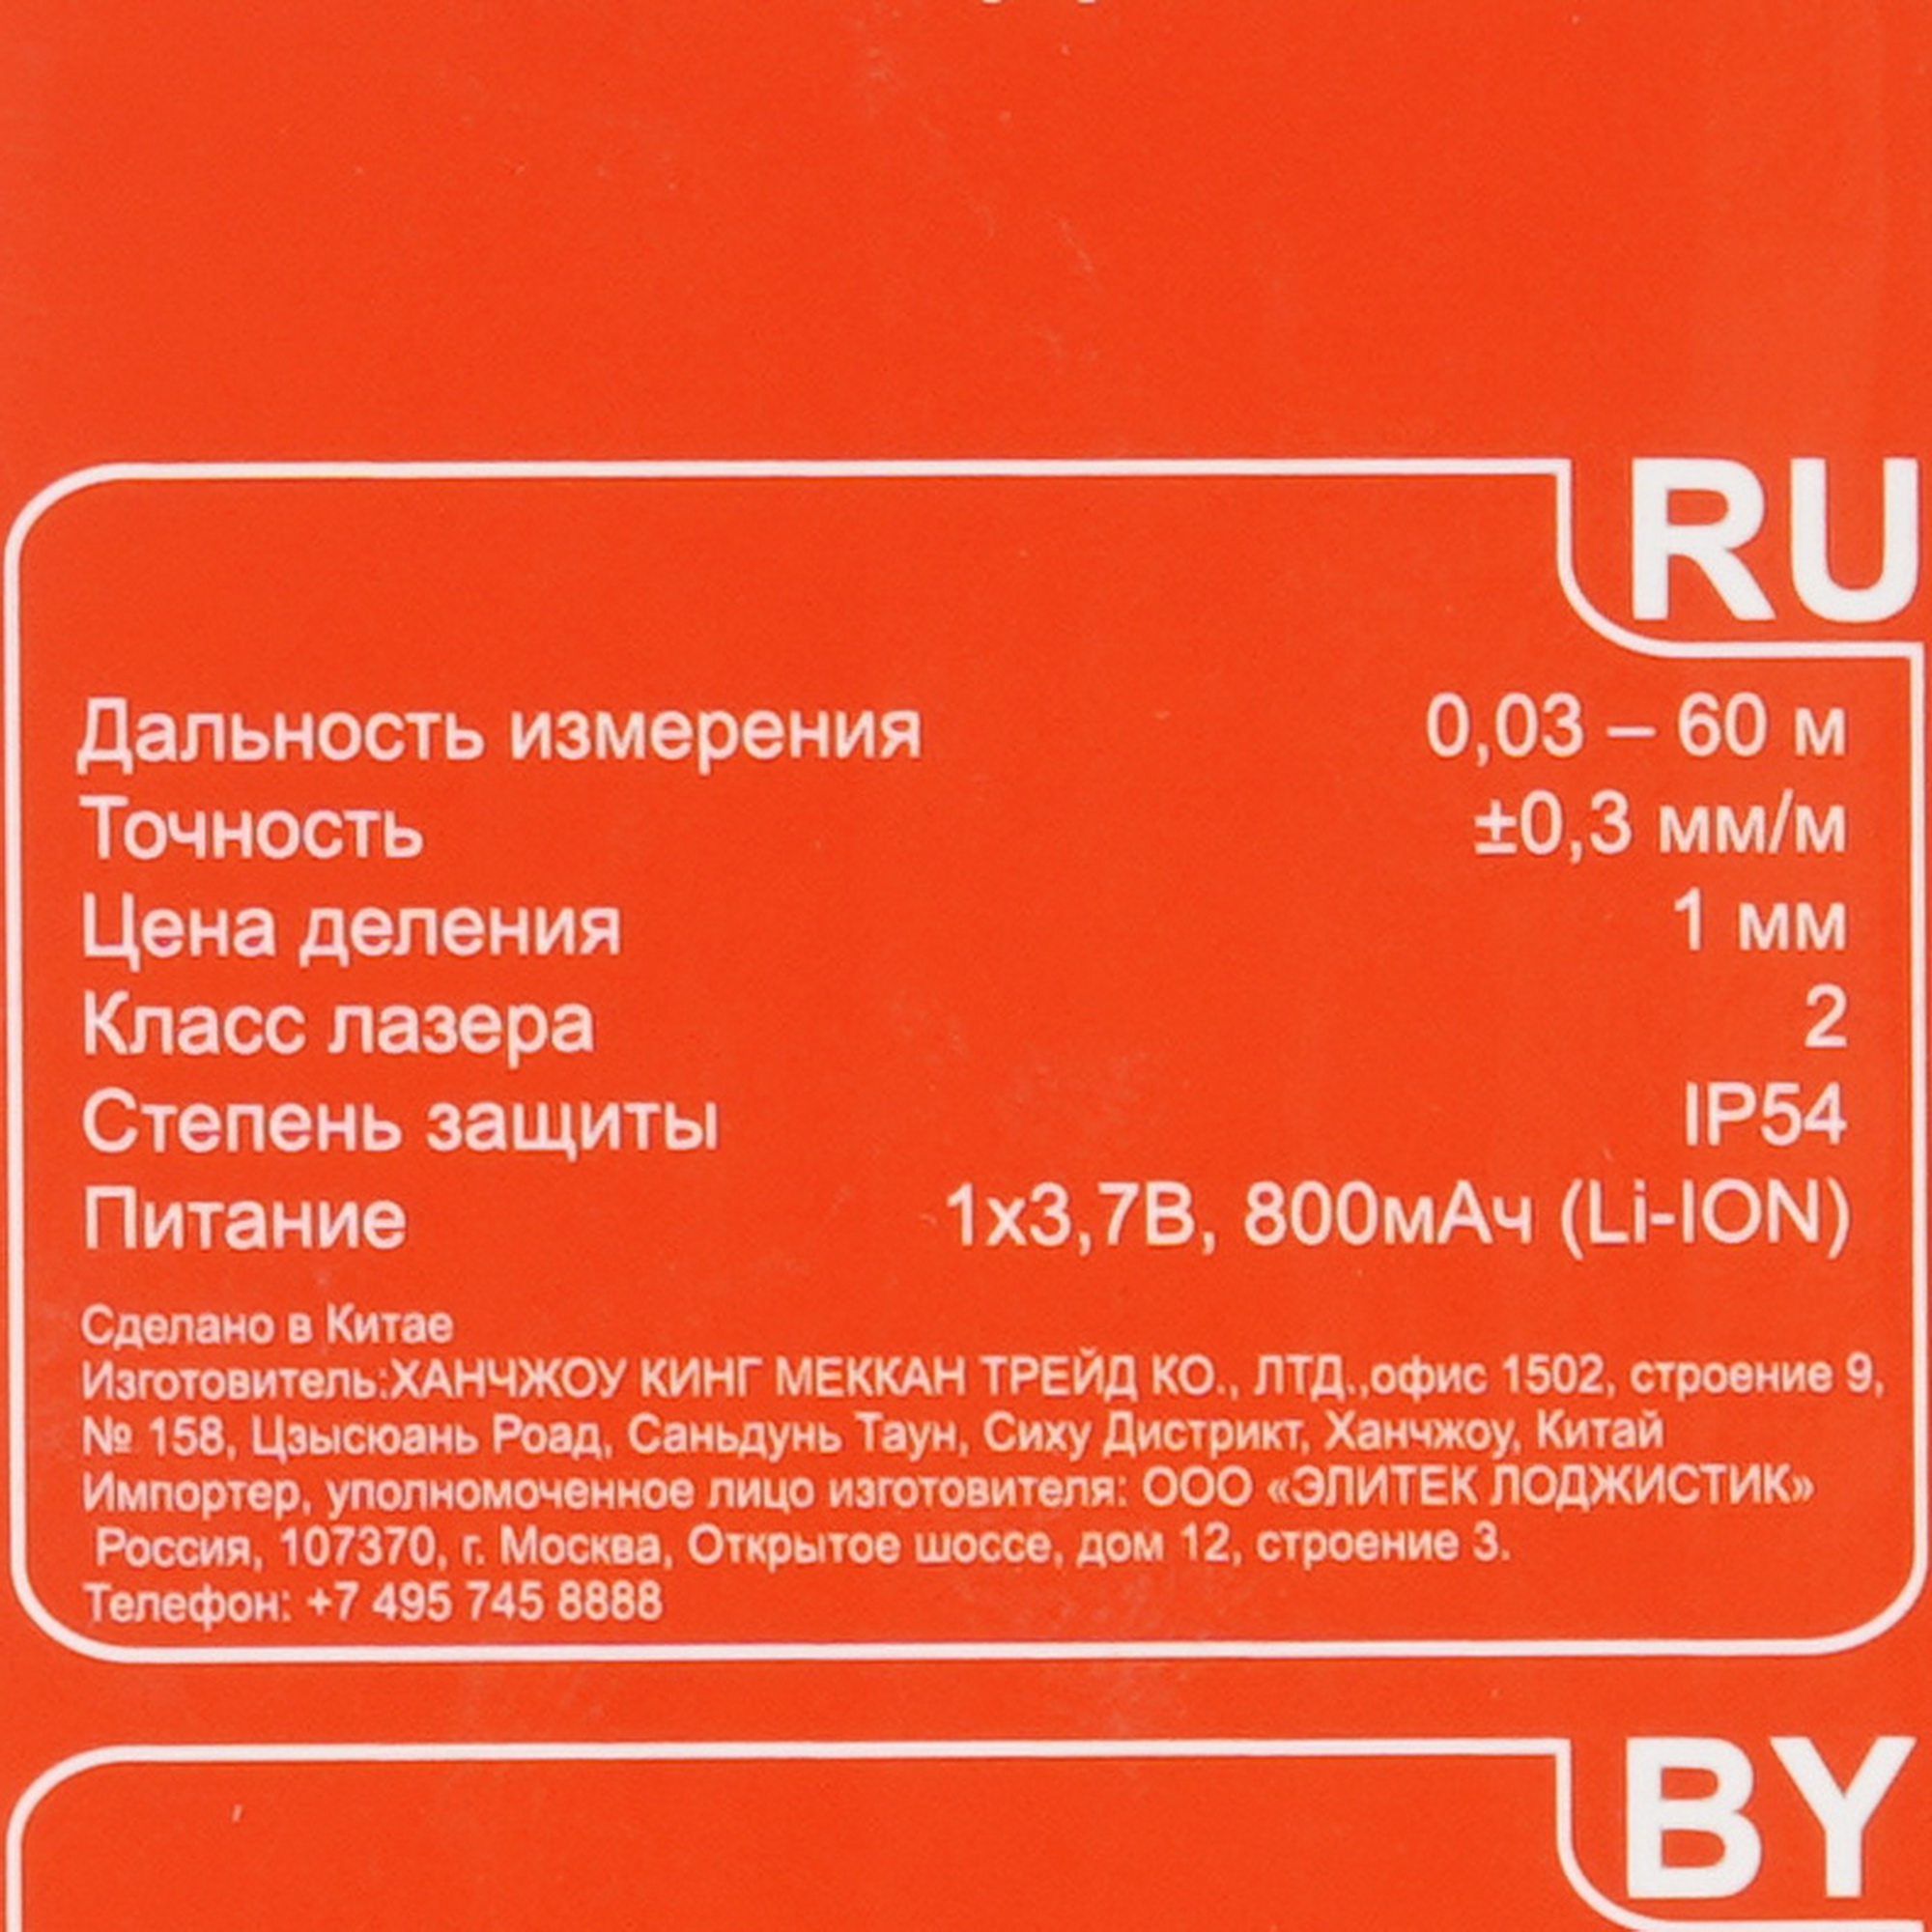 RU
Дальность измерения 0,03 – 60 м
Точность ±0,3 мм/м
Цена деления 1 мм
Класс лазера 2
Степень защиты IP54
Питание 1х3,7В, 800мАч (Li-ION)
Сделано в Китае
Изготовитель:ХАНЧЖОУ КИНГ МЕККАН ТРЕЙД КО., ЛТД.,офис 1502, строение 9,
№ 158, Цзысюань Роад, Саньдунь Таун, Сиху Дистрикт, Ханчжоу, Китай
Импортер, уполномоченное лицо изготовителя: ООО «ЭЛИТЕК ЛОДЖИСТИК»
Россия, 107370, г. Москва, Открытое шоссе, дом 12, строение 3.
Телефон: +7 495 745 8888
BY